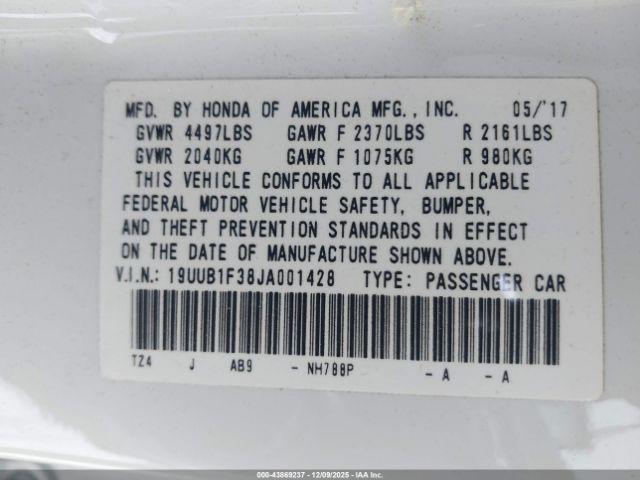 MFD. BY HONDA OF AMERICA MFG., INC. 05/'17
GVWR 4497LBS GAWR F 2370LBS R 2161LBS
GVWR 2040KG GAWR F 1075KG R 980KG
THIS VEHICLE CONFORMS TO ALL APPLICABLE
FEDERAL MOTOR VEHICLE SAFETY, BUMPER,
AND THEFT PREVENTION STANDARDS IN EFFECT
ON THE DATE OF MANUFACTURE SHOWN ABOVE.
V.I.N.: 19UUB1F38JA001428 TYPE: PASSENGER CAR
TZ4 J AB9 - NH788P - A - A
000-43869237 - 12/09/2025 - IAAI.COM